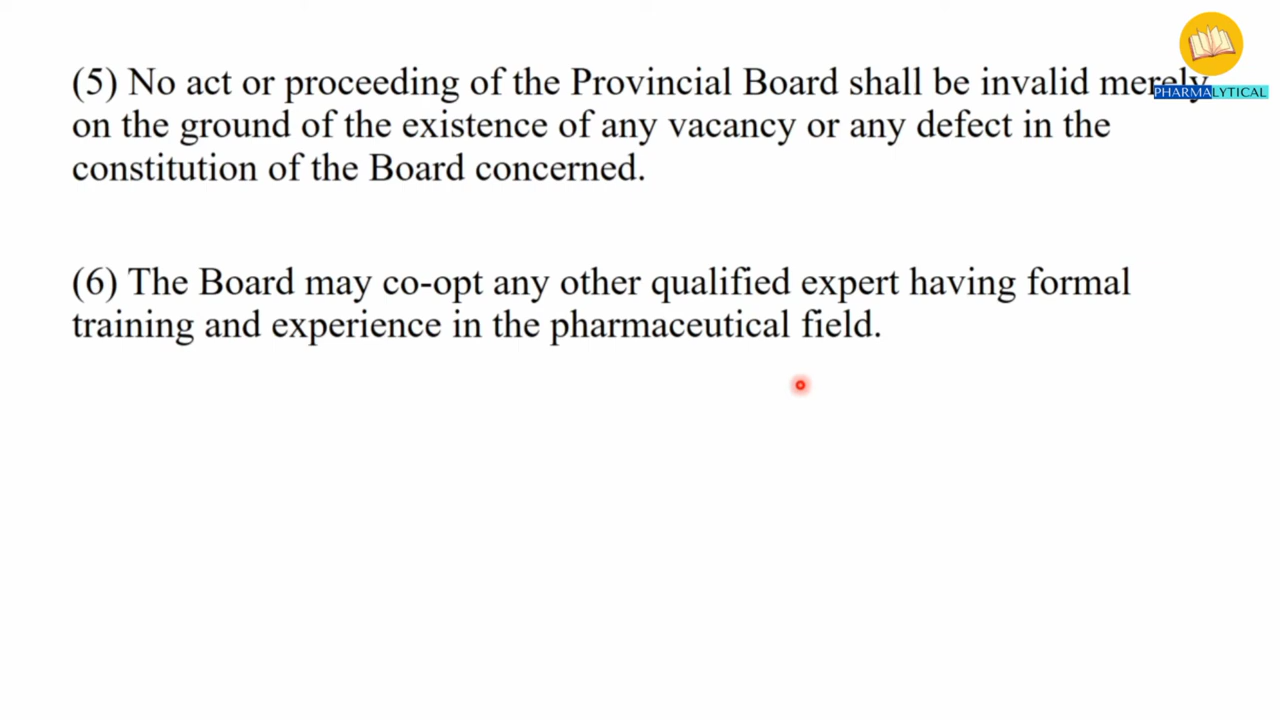 PHARMALYTICAL
(5) No act or proceeding of the Provincial Board shall be invalid merely
on the ground of the existence of any vacancy or any defect in the
constitution of the Board concerned.
(6) The Board may co-opt any other qualified expert having formal
training and experience in the pharmaceutical field.